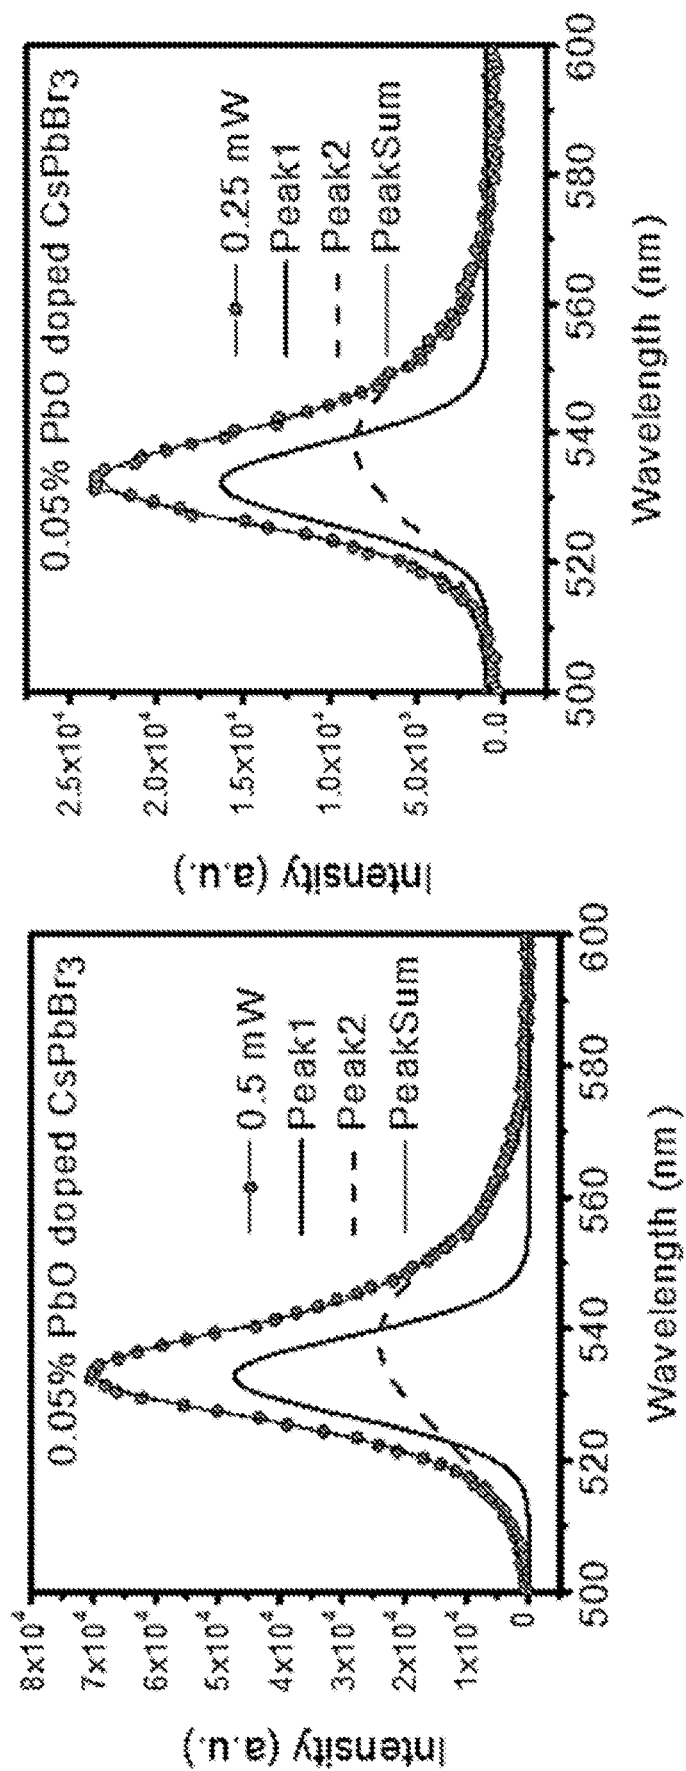 0.05% PbO doped CsPbBr3
0.5 mW
Peak1
Peak2
PeakSum
Intensity (a.u.)
8x10⁴
7x10⁴
6x10⁴
5x10⁴
4x10⁴
3x10⁴
2x10⁴
1x10⁴
0
500 520 540 560 580 600
Wavelength (nm)
0.05% PbO doped CsPbBr3
0.25 mW
Peak1
Peak2
PeakSum
Intensity (a.u.)
2.5x10⁴
2.0x10⁴
1.5x10⁴
1.0x10⁴
5.0x10³
0.0
500 520 540 560 580 600
Wavelength (nm)